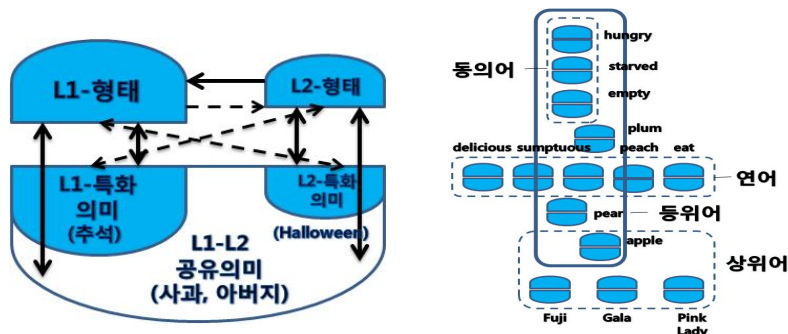 L1-형태
L2-형태
L1-특화
의미
(추석)
L2-특화
의미
(Halloween)
L1-L2
공유의미
(사과, 아버지)
hungry
동의어
starved
empty
plum
delicious sumptuous peach eat
연어
pear
등위어
apple
상위어
Fuji Gala Pink
Lady